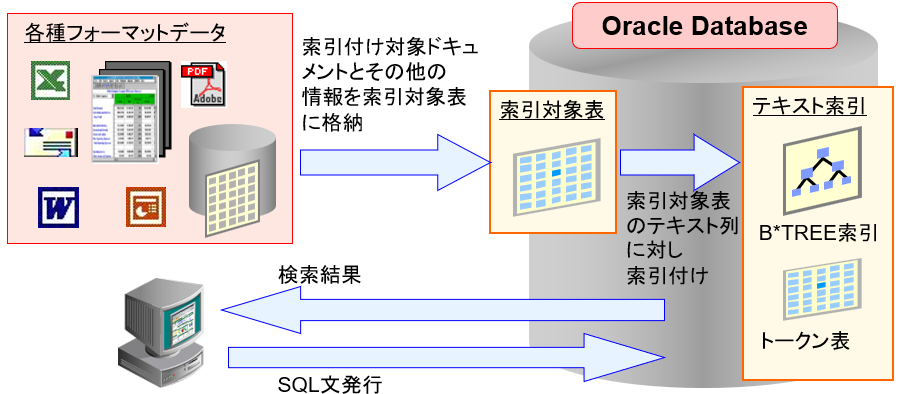 各種フォーマットデータ
PDF
Adobe
W
索引付け対象ドキュ
メントとその他の
情報を索引対象表
に格納
Oracle Database
索引対象表
索引対象表
のテキスト列
に対し
索引付け
テキスト索引
B*TREE索引
トークン表
検索結果
SQL文発行